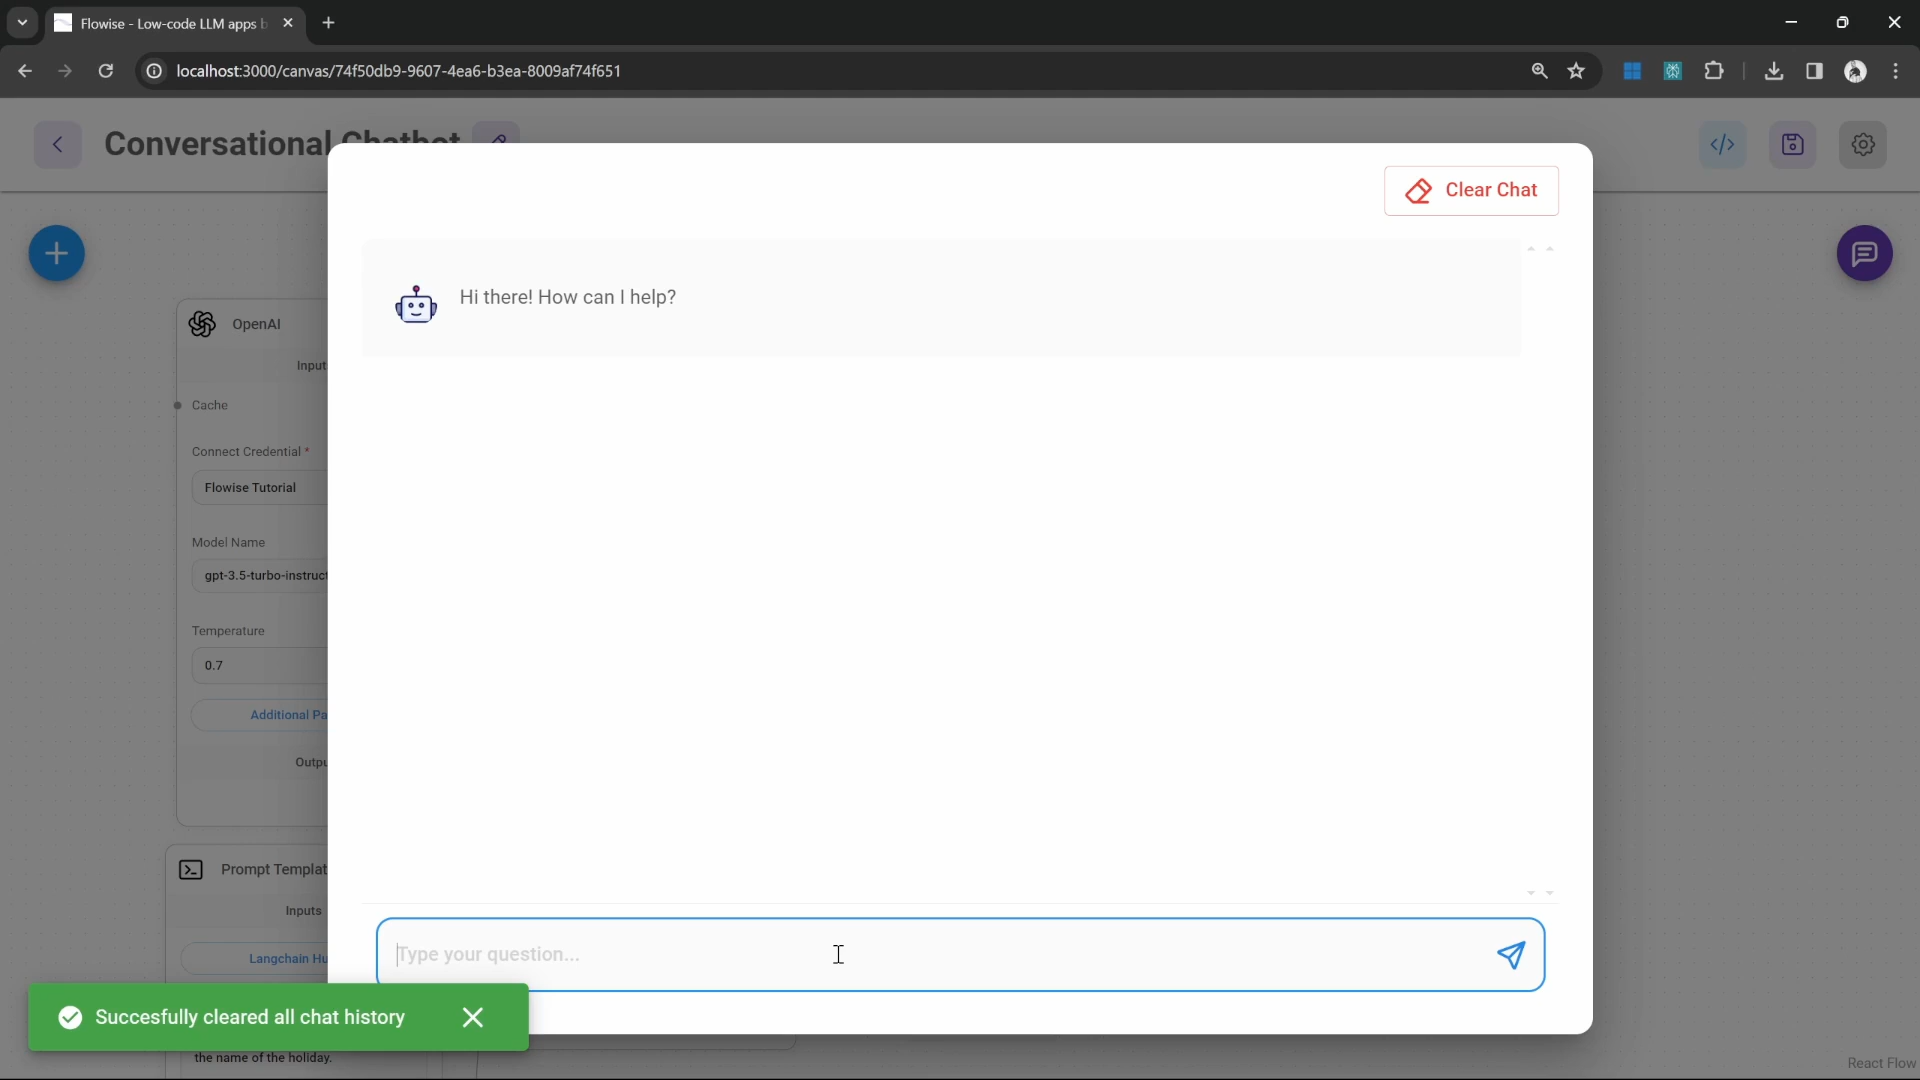 Flowise - Low-code LLM apps b
localhost:3000/canvas/74f50db9-9607-4ea6-b3ea-8009af74f651
Conversational Chatbot
Clear Chat
Hi there! How can I help?
OpenAI
Input
Cache
Connect Credential *
Flowise Tutorial
Model Name
gpt-3.5-turbo-instruct
Temperature
0.7
Additional Pa
Outpu
Prompt Templat
Inputs
Langchain Hu
Type your question...
Succesfully cleared all chat history
the name of the holiday.
React Flow